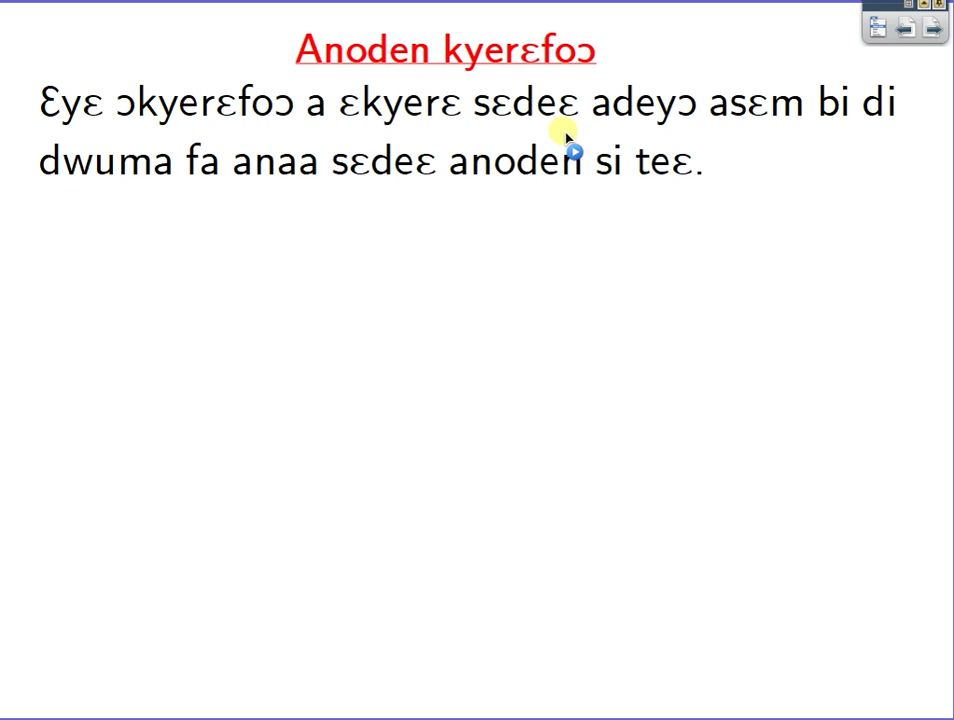 Anoden kyerɛfoɔ
Ɛyɛ ɔkyerɛfoɔ a ɛkyerɛ sɛdeɛ adeyɔ asɛm bi di
dwuma fa anaa sɛdeɛ anoden si teɛ.